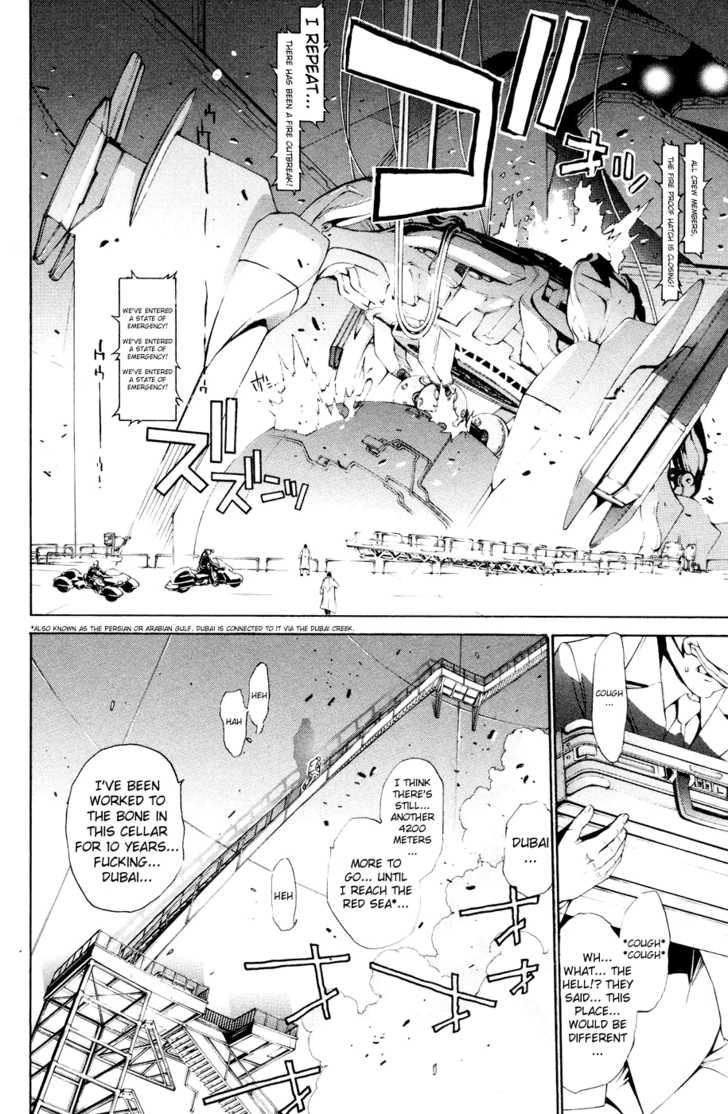 ALL CREW MEMBERS,
THE FIRE PROOF HATCH IS CLOSING!
ゴ
ズズン
I REPEAT...
THERE HAS BEEN A FIRE OUTBREAK!
WE'VE ENTERED
A STATE OF
EMERGENCY!
WE'VE ENTERED
A STATE OF
EMERGENCY!
WE'VE ENTERED
A STATE OF
EMERGENCY!
*ALSO KNOWN AS THE PERSIAN OR ARABIAN GULF. DUBAI IS CONNECTED TO IT VIA THE DUBAI CREEK.
COUGH
...
*COUGH*
*COUGH*
WH...
WHAT... THE
HELL!? THEY
SAID... THIS
PLACE...
WOULD BE
DIFFERENT
...
DUBAI
...
I THINK
THERE'S
STILL...
ANOTHER
4200
METERS
...
MORE TO
GO... UNTIL
I REACH THE
RED SEA*...
HEH
HAH
HEH
I'VE BEEN
WORKED TO
THE BONE IN
THIS CELLAR
FOR 10 YEARS...
FUCKING...
DUBAI...